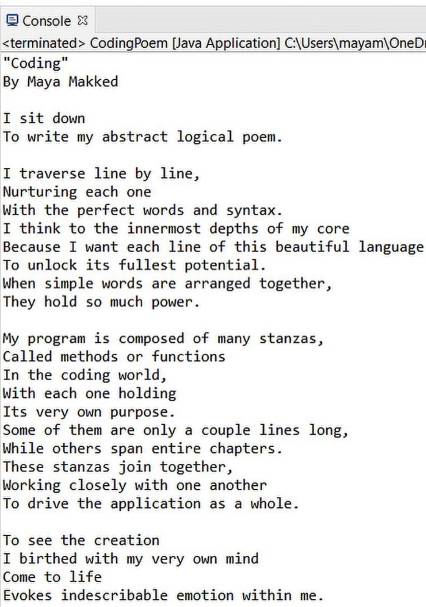 Console
<terminated> CodingPoem [Java Application] C:\Users\mayam\OneDr
"Coding"
By Maya Makked
I sit down
To write my abstract logical poem.
I traverse line by line,
Nurturing each one
With the perfect words and syntax.
I think to the innermost depths of my core
Because I want each line of this beautiful language
To unlock its fullest potential.
When simple words are arranged together,
They hold so much power.
My program is composed of many stanzas,
Called methods or functions
In the coding world,
With each one holding
Its very own purpose.
Some of them are only a couple lines long,
While others span entire chapters.
These stanzas join together,
Working closely with one another
To drive the application as a whole.
To see the creation
I birthed with my very own mind
Come to life
Evokes indescribable emotion within me.